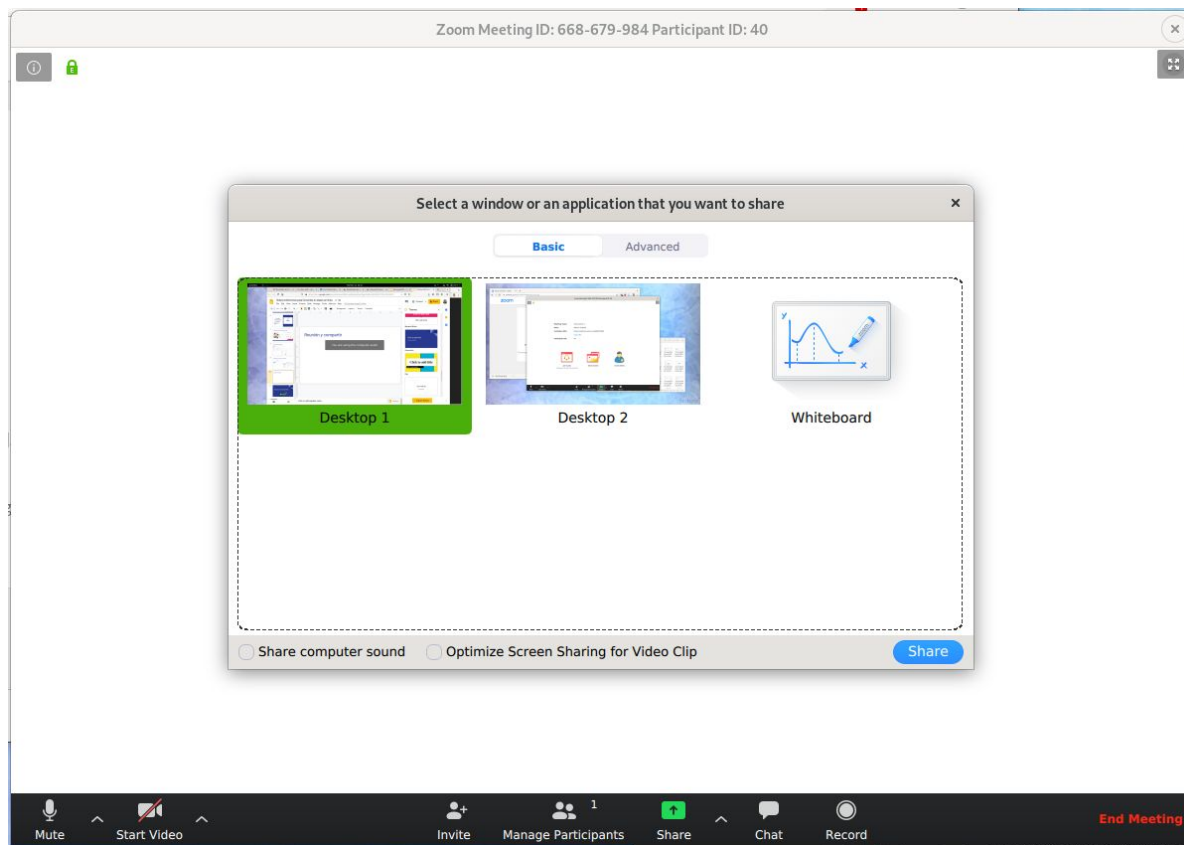 Zoom Meeting ID: 668-679-984 Participant ID: 40
Select a window or an application that you want to share
Basic Advanced
Desktop 1 Desktop 2 Whiteboard
y
x
Share computer sound Optimize Screen Sharing for Video Clip Share
1
Mute Start Video Invite Manage Participants Share Chat Record End Meeting